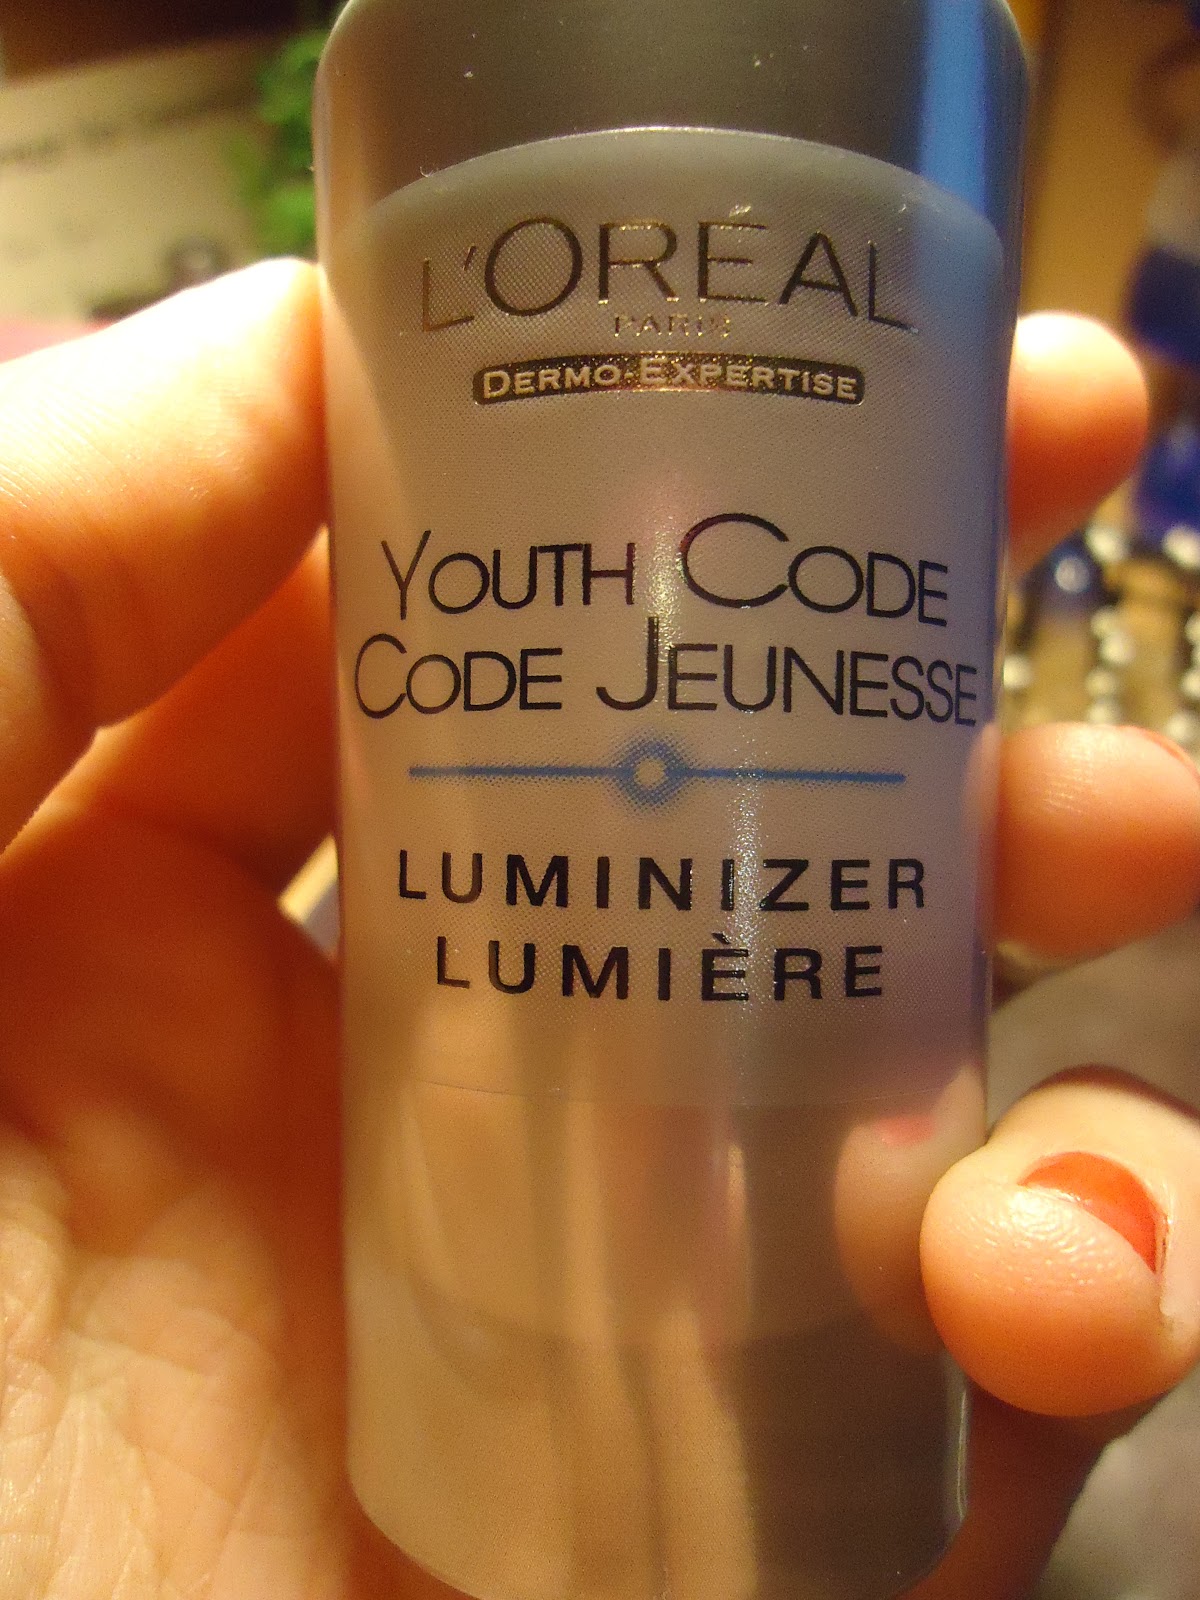 L'ORÉAL
PARIS
DERMO-EXPERTISE
YOUTH CODE
CODE JEUNESSE
LUMINIZER
LUMIÈRE